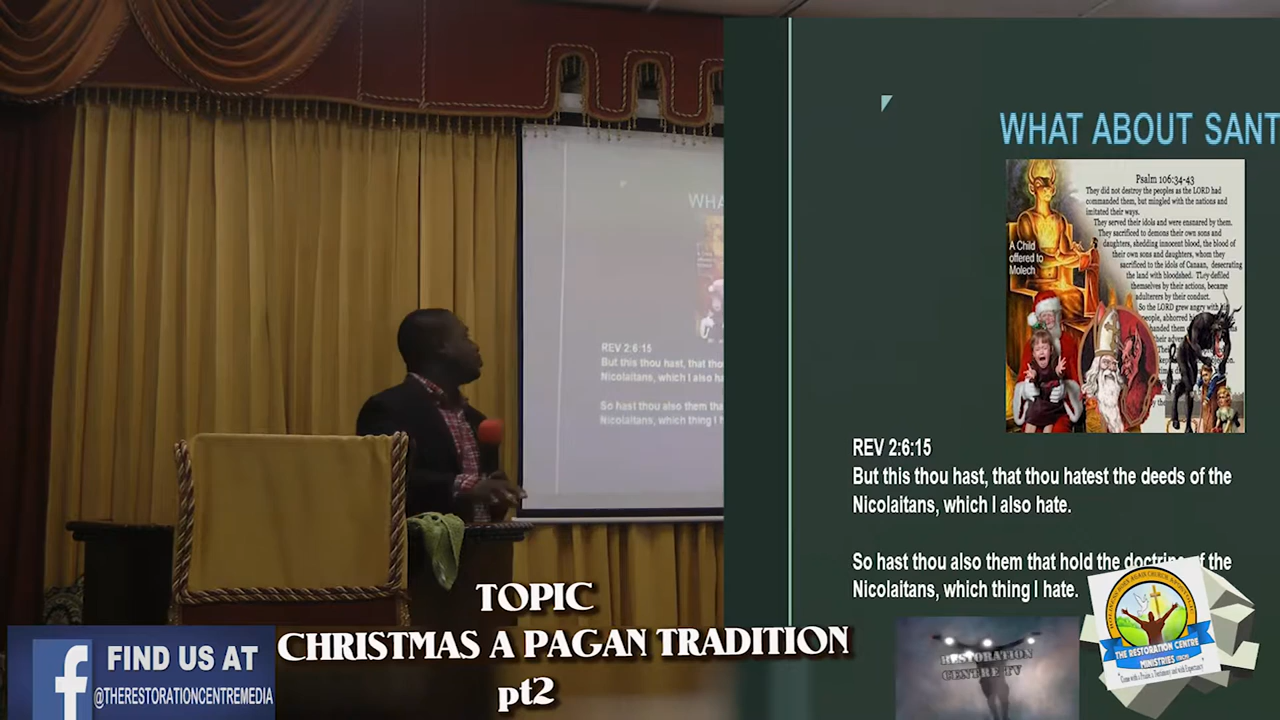 WHAT ABOUT SANT
Psalm 106:34-43
They did not destroy the peoples as the LORD had
commanded them, but mingled with the nations and
imitated their ways.
They served their idols and were ensnared by them.
They sacrificed to demons their own sons and
daughters, shedding innocent blood, the blood of
their own sons and daughters, whom they
sacrificed to the idols of Canaan, desecrating
the land with bloodshed. They defiled
themselves by their actions, became
adulterers by their conduct.
So the LORD grew angry with
people, abhorred
handed them
A Child
offered to
Molech
REV 2:6:15
But this thou hast, that thou hatest the deeds of the
Nicolaitans, which I also hate.
So hast thou also them that hold the doctrine of the
Nicolaitans, which thing I hate.
WHA
REV 2:6:15
But this thou hast, that tho
Nicolaitans, which I also ha
So hast thou also them tha
Nicolaitans, which thing I h
TOPIC
CHRISTMAS A PAGAN TRADITION
pt2
f FIND US AT
@THERESTORATIONCENTREMEDIA
RESTORATION
CENTRE TV
THE RESTORATION CENTRE
MINISTRIES